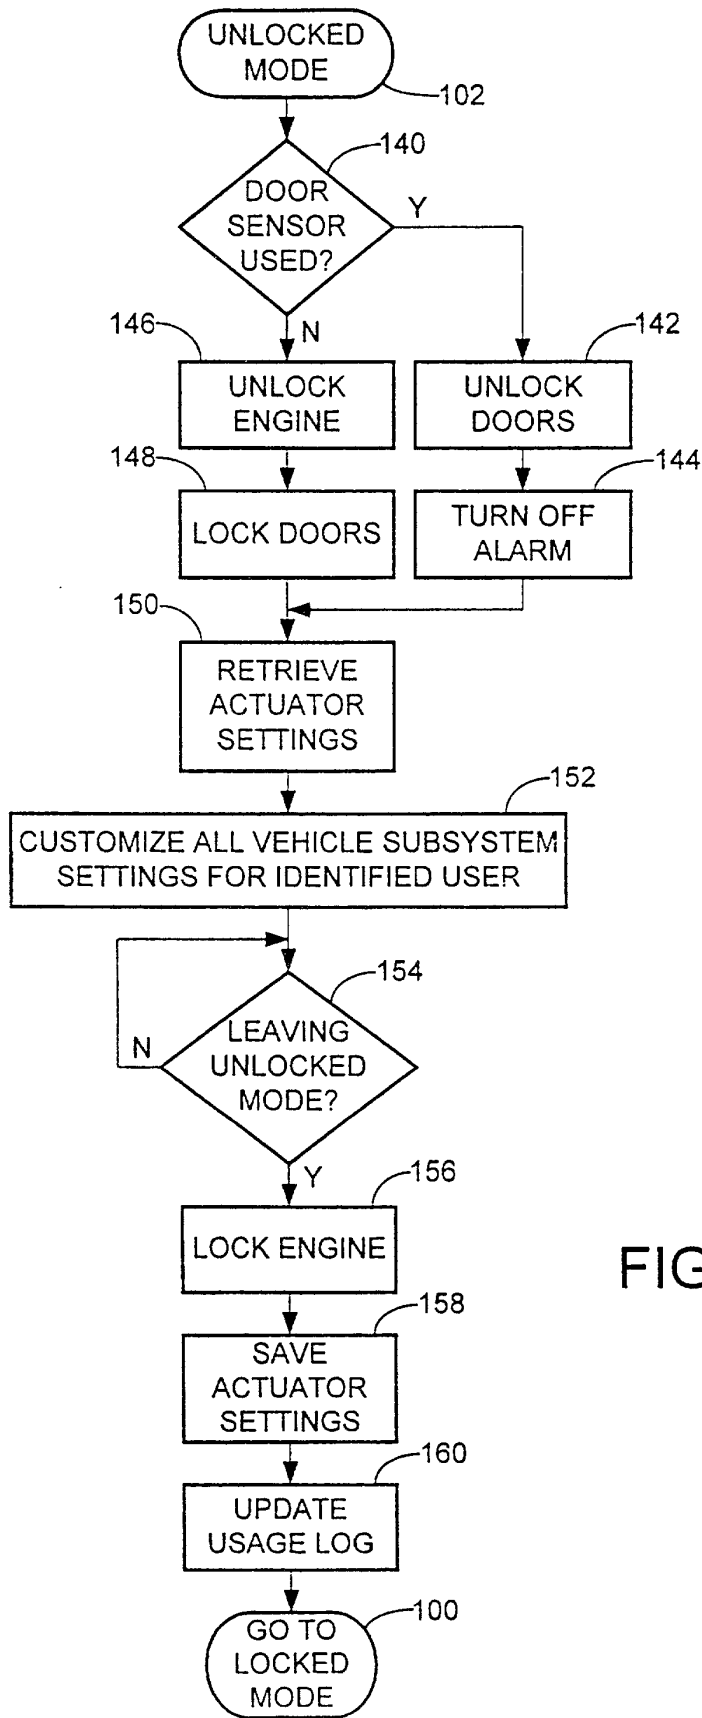 UNLOCKED
MODE
102
140
DOOR
SENSOR
USED?
Y
N
146
UNLOCK
ENGINE
142
UNLOCK
DOORS
148
LOCK DOORS
144
TURN OFF
ALARM
150
RETRIEVE
ACTUATOR
SETTINGS
152
CUSTOMIZE ALL VEHICLE SUBSYSTEM
SETTINGS FOR IDENTIFIED USER
154
LEAVING
UNLOCKED
MODE?
N
Y
156
LOCK ENGINE
FIG
158
SAVE
ACTUATOR
SETTINGS
160
UPDATE
USAGE LOG
100
GO TO
LOCKED
MODE